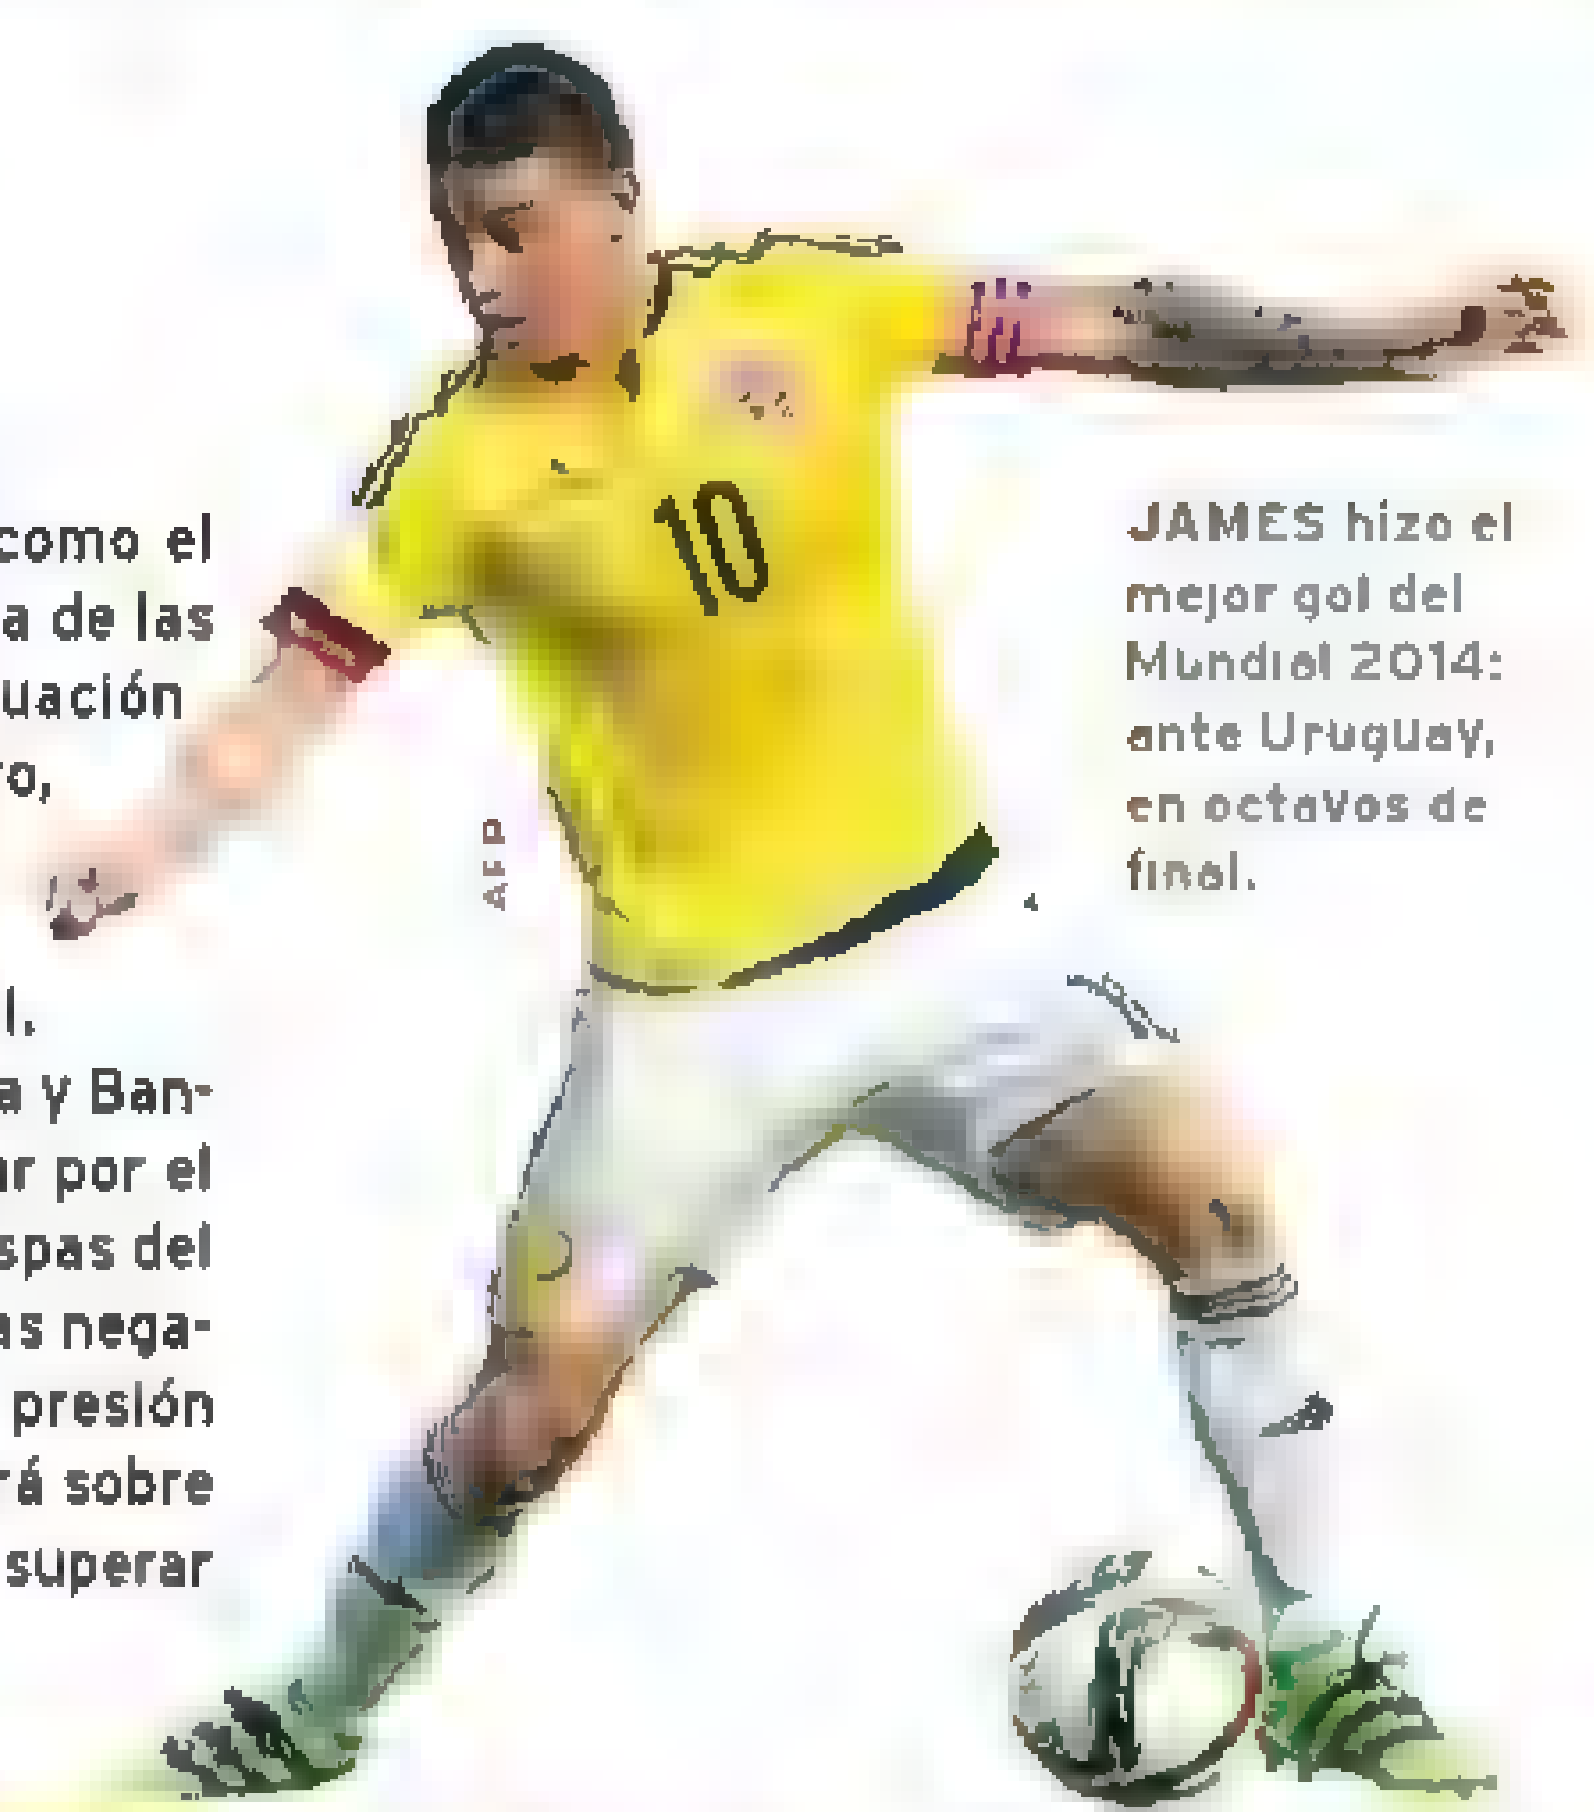 como el
a de las
uación
ro,
l.
a y Ban-
ar por el
spas del
as nega-
presión
rá sobre
superar
10
AFP
JAMES hizo el
mejor gol del
Mundial 2014:
ante Uruguay,
en octavos de
final.